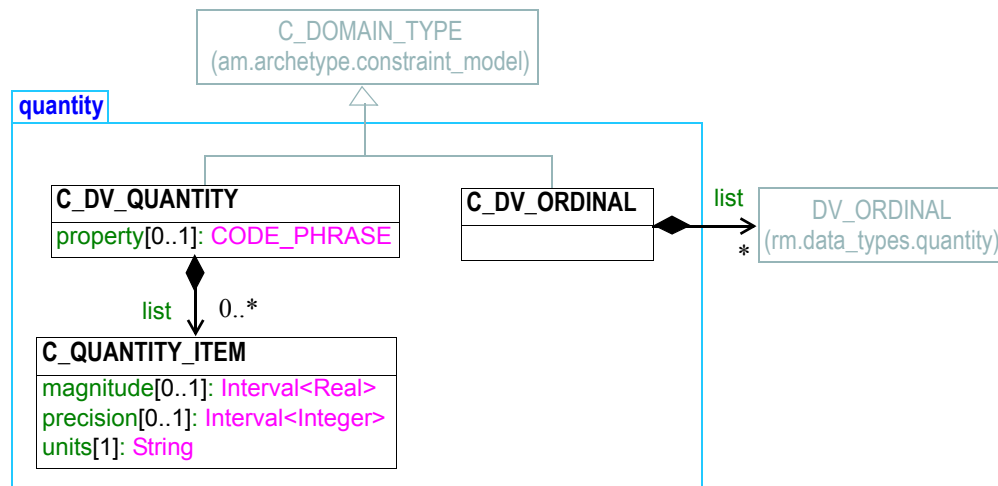 C_DOMAIN_TYPE
(am.archetype.constraint_model)
quantity
C_DV_QUANTITY
property[0..1]: CODE_PHRASE
C_DV_ORDINAL
list
*
DV_ORDINAL
(rm.data_types.quantity)
list 0..*
C_QUANTITY_ITEM
magnitude[0..1]: Interval<Real>
precision[0..1]: Interval<Integer>
units[1]: String